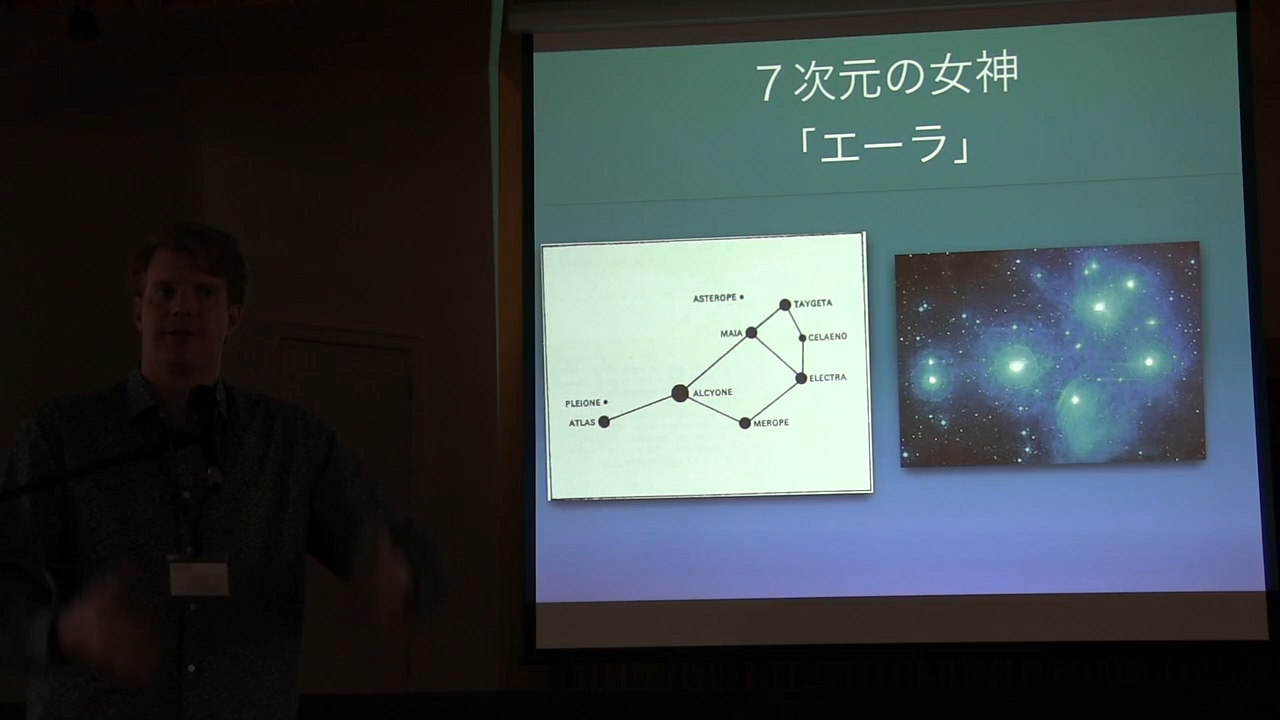 ７次元の女神
「エーラ」
ASTEROPE
TAYGETA
MAIA
CELAENO
ELECTRA
ALCYONE
PLEIONE
ATLAS
MEROPE